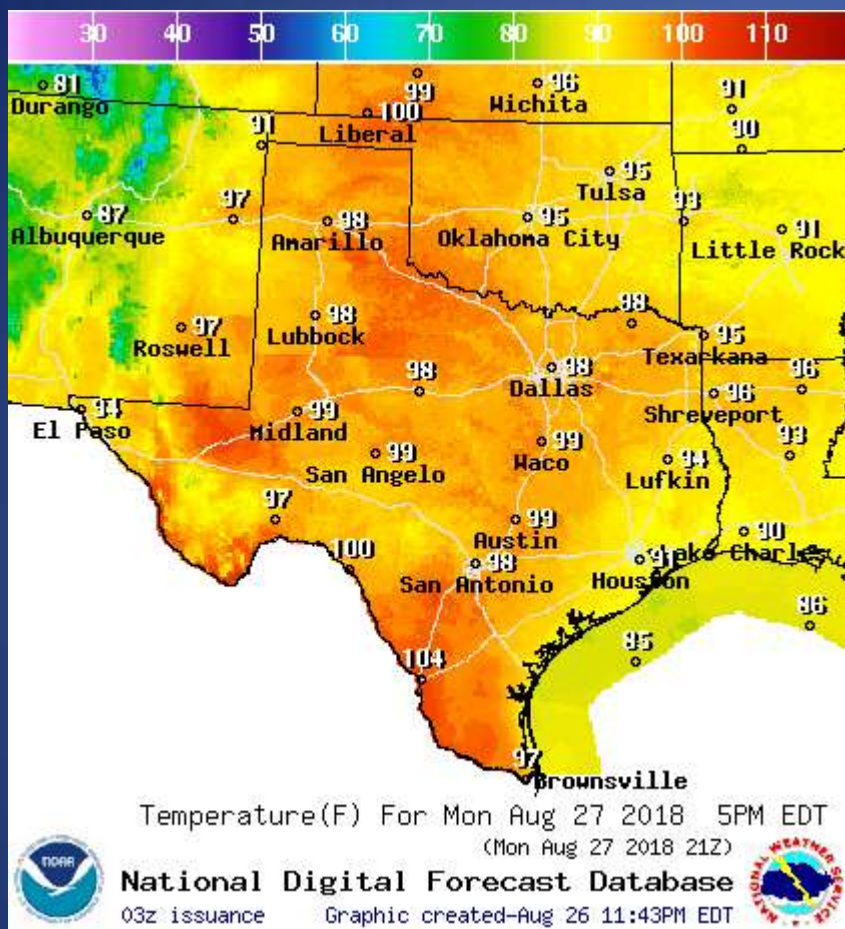 30 40 50 60 70 80 90 100 110
81
Durango
99
96
Wichita
91
100
Liberal
91
90
95
Tulsa
87
Albuquerque
97
98
Amarillo
95
Oklahoma City
93
91
Little Rock
97
Roswell
98
Lubbock
98
95
Texarkana
98
98
Dallas
96
Shreveport
96
94
El Paso
99
Midland
99
San Angelo
99
Waco
94
Lufkin
93
97
99
Austin
90
Lake Charles
100
98
San Antonio
91
Houston
86
85
104
97
Brownsville
Temperature(F) For Mon Aug 27 2018 5PM EDT
(Mon Aug 27 2018 21Z)
National Digital Forecast Database
03z issuance Graphic created-Aug 26 11:43PM EDT
NOAA
NATIONAL WEATHER SERVICE